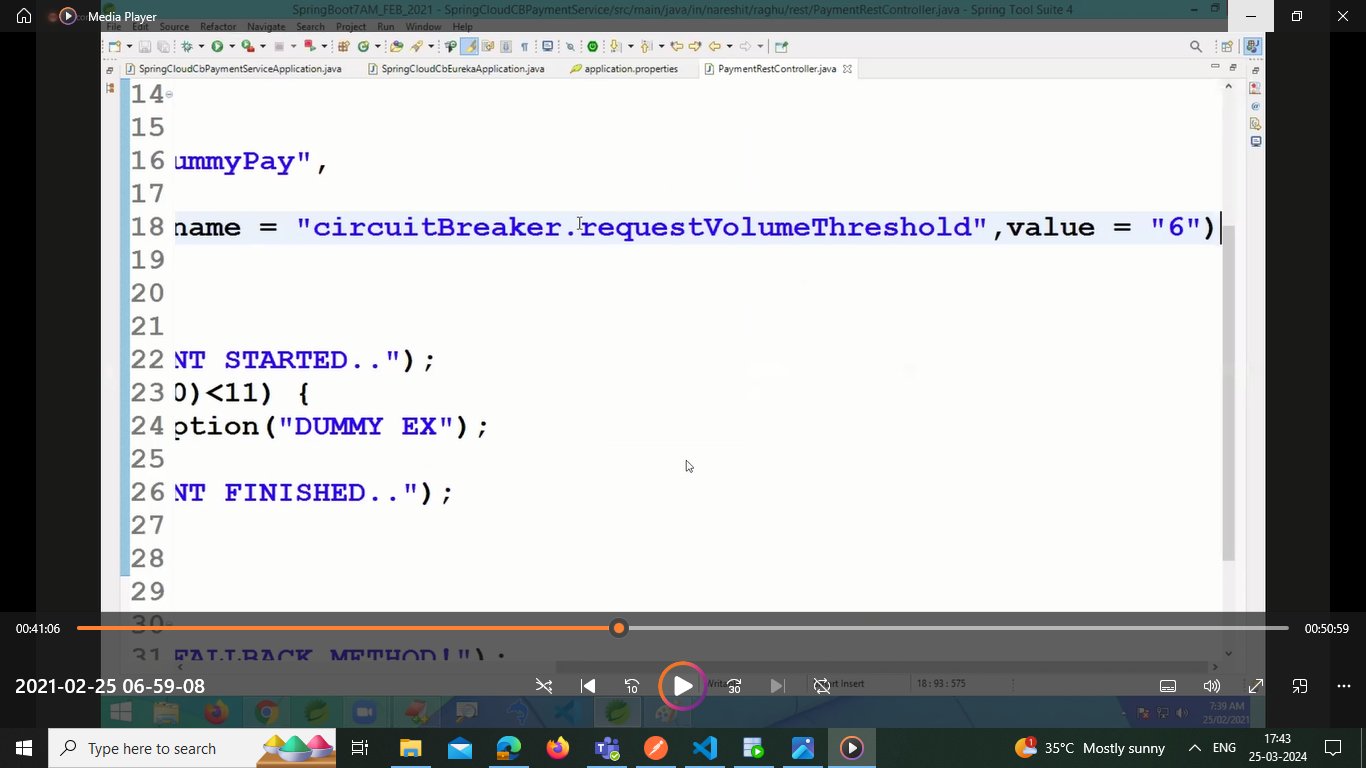 Media Player
SpringBoot7AM_FEB_2021 - SpringCloudCBPaymentService/src/main/java/in/nareshit/raghu/rest/PaymentRestController.java - Spring Tool Suite 4
File Edit Source Refactor Navigate Search Project Run Window Help
SpringCloudCbPaymentServiceApplication.java SpringCloudCbEurekaApplication.java application.properties PaymentRestController.java
14
15
16 ummyPay",
17
18 name = "circuitBreaker.requestVolumeThreshold",value = "6")
19
20
21
22 NT STARTED..");
23 0)<11) {
24 ption("DUMMY EX");
25
26 NT FINISHED..");
27
28
29
30
31 FALLBACK METHOD!");
00:41:06 00:50:59
2021-02-25 06-59-08
10
30
Insert 18 : 93 : 575
7:39 AM
25/02/2021
Type here to search
35°C Mostly sunny
ENG
17:43
25-03-2024